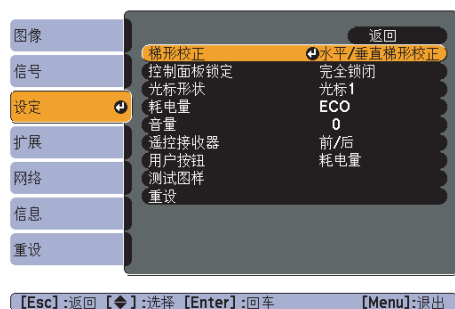 图像
信号
设定
扩展
网络
信息
重设
返回
梯形校正 水平/垂直梯形校正
控制面板锁定 完全锁闭
光标形状 光标1
耗电量 ECO
音量 0
遥控接收器 前/后
用户按钮 耗电量
测试图样
重设
[Esc] :返回 [◆] :选择 [Enter] :回车 [Menu]:退出